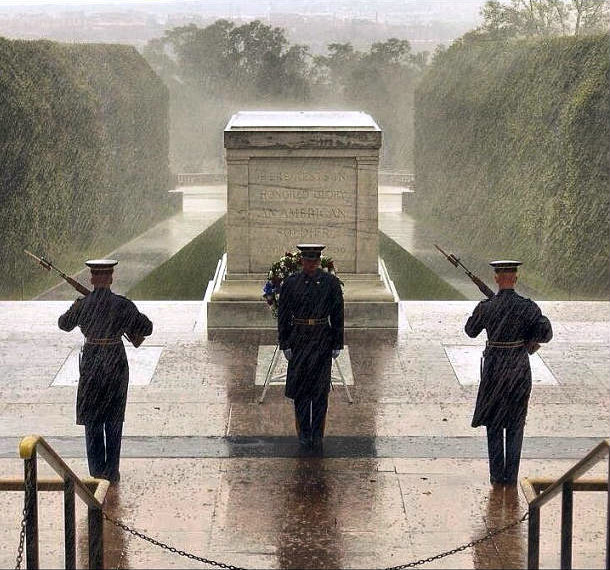 HERE RESTS IN
HONORED GLORY
AN AMERICAN
SOLDIER